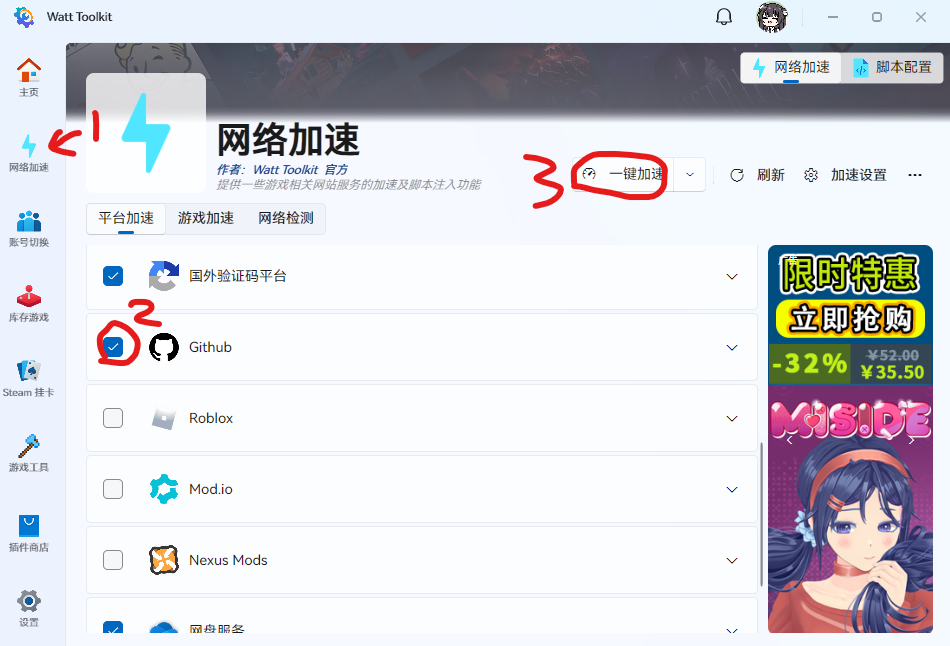 Watt Toolkit
主页
网络加速
账号切换
库存游戏
Steam 挂卡
游戏工具
插件商店
设置
1
网络加速
脚本配置
网络加速
作者： Watt Toolkit 官方
提供一些游戏相关网站服务的加速及脚本注入功能
3
一键加速
刷新
加速设置
平台加速
游戏加速
网络检测
国外验证码平台
2
Github
Roblox
Mod.io
Nexus Mods
网盘服务
限时特惠
立即抢购
-32%
¥52.00
¥35.50
MISIDE